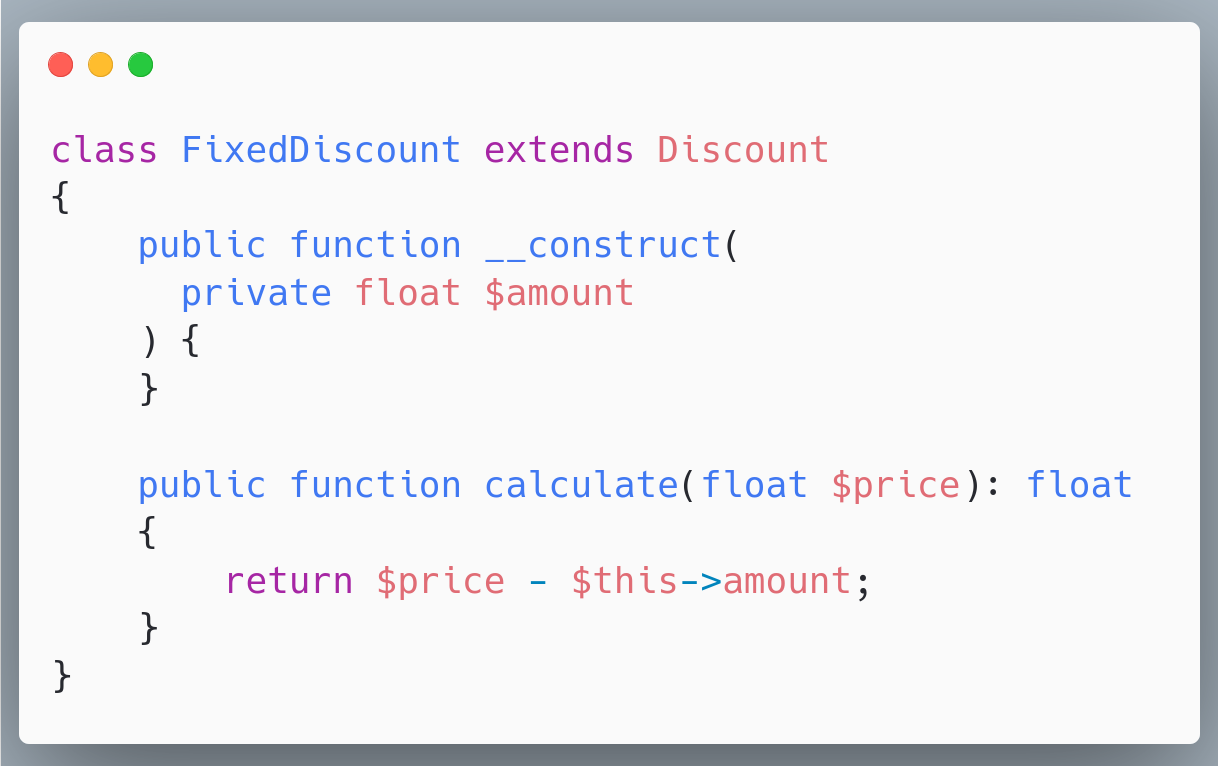 class FixedDiscount extends Discount
{
    public function __construct(
      private float $amount
    ) {
    }

    public function calculate(float $price): float
    {
        return $price - $this->amount;
    }
}